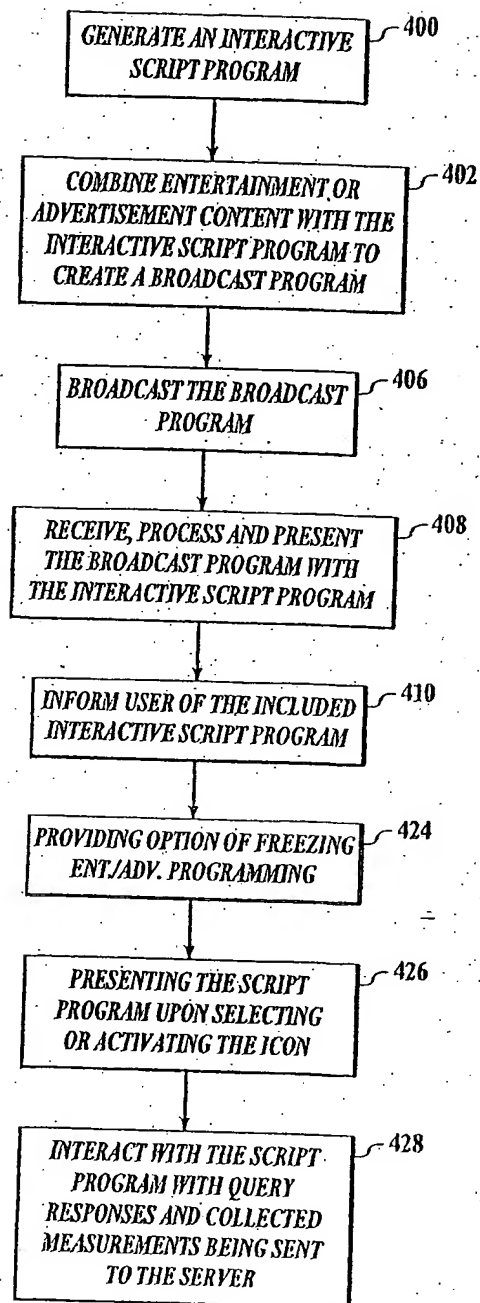 GENERATE AN INTERACTIVE
SCRIPT PROGRAM
400
COMBINE ENTERTAINMENT OR
ADVERTISEMENT CONTENT WITH THE
INTERACTIVE SCRIPT PROGRAM TO
CREATE A BROADCAST PROGRAM
402
BROADCAST THE BROADCAST
PROGRAM
406
RECEIVE, PROCESS AND PRESENT
THE BROADCAST PROGRAM WITH
THE INTERACTIVE SCRIPT PROGRAM
408
INFORM USER OF THE INCLUDED
INTERACTIVE SCRIPT PROGRAM
410
PROVIDING OPTION OF FREEZING
ENT./ADV. PROGRAMMING
424
PRESENTING THE SCRIPT
PROGRAM UPON SELECTING
OR ACTIVATING THE ICON
426
INTERACT WITH THE SCRIPT
PROGRAM WITH QUERY
RESPONSES AND COLLECTED
MEASUREMENTS BEING SENT
TO THE SERVER
428